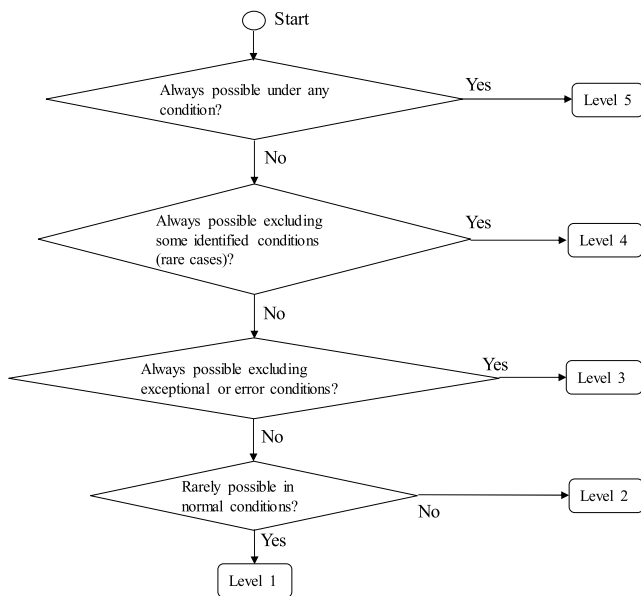 Start
Always possible under any
condition?
Yes
Level 5
No
Always possible excluding
some identified conditions
(rare cases)?
Yes
Level 4
No
Always possible excluding
exceptional or error conditions?
Yes
Level 3
No
Rarely possible in
normal conditions?
No
Level 2
Yes
Level 1